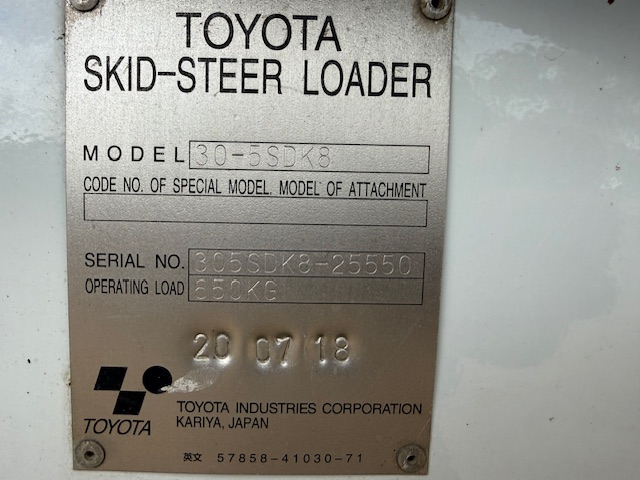 TOYOTA
SKID-STEER LOADER
MODEL 30-5SDK8
CODE NO. OF SPECIAL MODEL. MODEL OF ATTACHMENT
SERIAL NO. 305SDK8-25550
OPERATING LOAD 650KG
20 07 18
TOYOTA
TOYOTA INDUSTRIES CORPORATION
KARIYA, JAPAN
英文 57858-41030-71